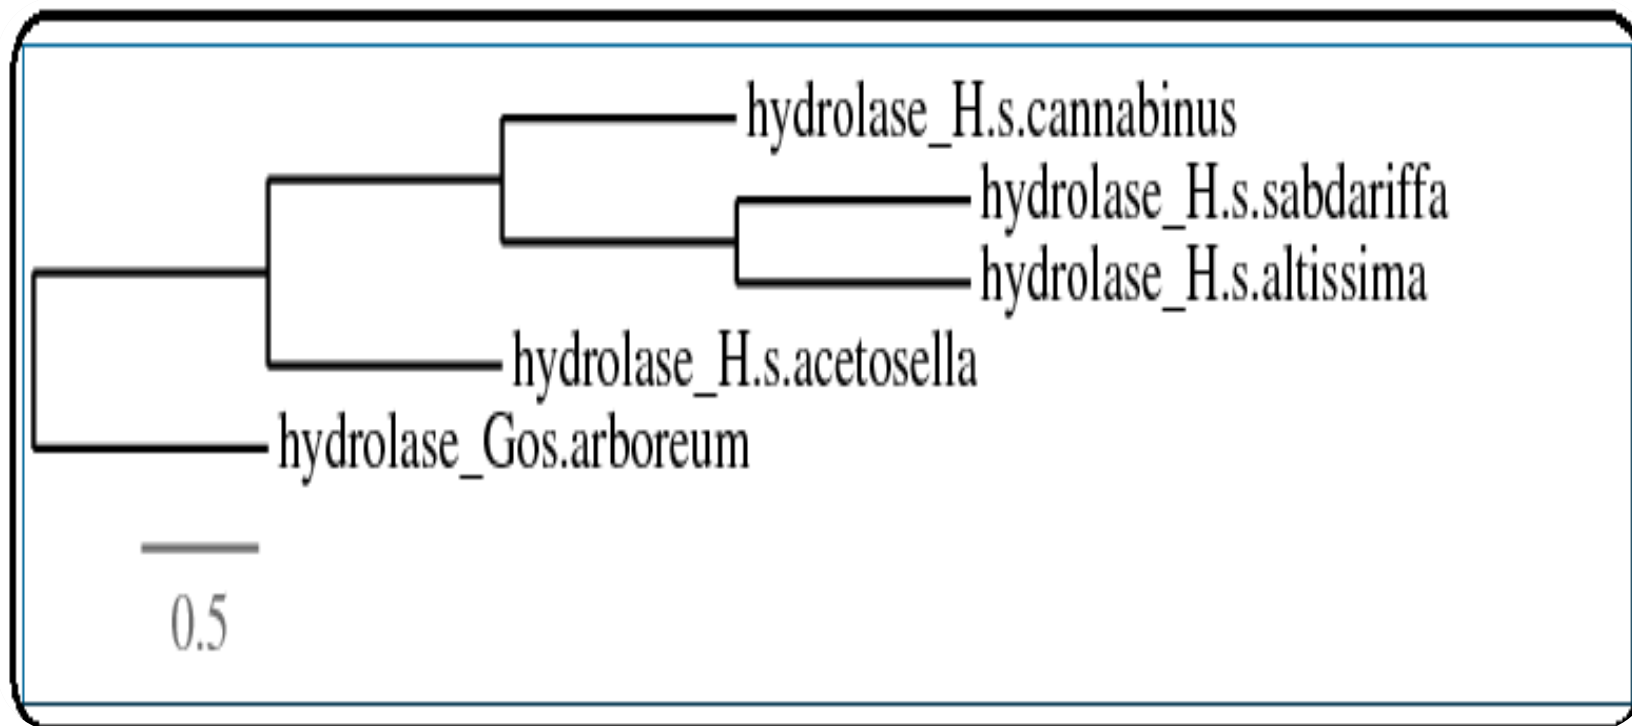 hydrolase_H.s.cannabinus
hydrolase_H.s.sabdariffa
hydrolase_H.s.altissima
hydrolase_H.s.acetosella
hydrolase_Gos.arboreum
0.5